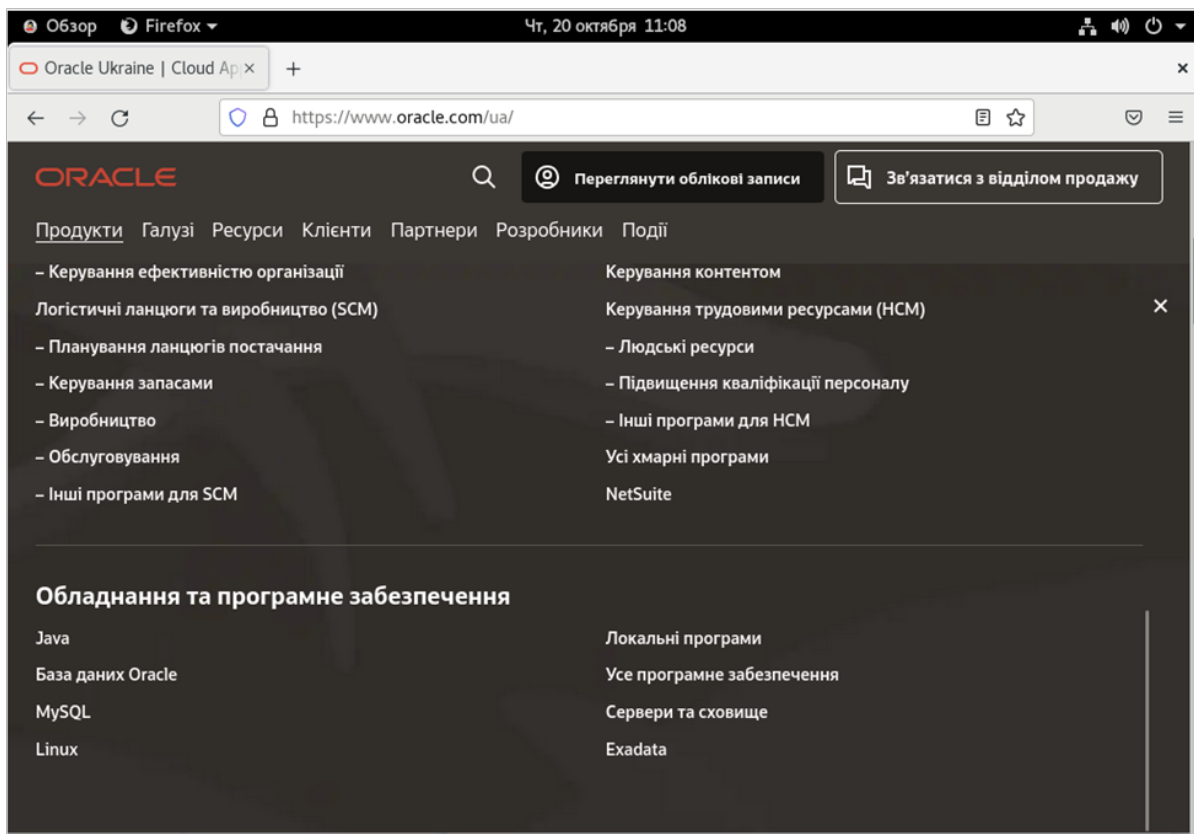 Обзор Firefox Чт, 20 октября 11:08
Oracle Ukraine | Cloud Ap
https://www.oracle.com/ua/
ORACLE Переглянути облікові записи Зв'язатися з відділом продажу
Продукти Галузі Ресурси Клієнти Партнери Розробники Події
– Керування ефективністю організації
Логістичні ланцюги та виробництво (SCM)
– Планування ланцюгів постачання
– Керування запасами
– Виробництво
– Обслуговування
– Інші програми для SCM
Керування контентом
Керування трудовими ресурсами (HCM)
– Людські ресурси
– Підвищення кваліфікації персоналу
– Інші програми для HCM
Усі хмарні програми
NetSuite
Обладнання та програмне забезпечення
Java
База даних Oracle
MySQL
Linux
Локальні програми
Усе програмне забезпечення
Сервери та сховище
Exadata